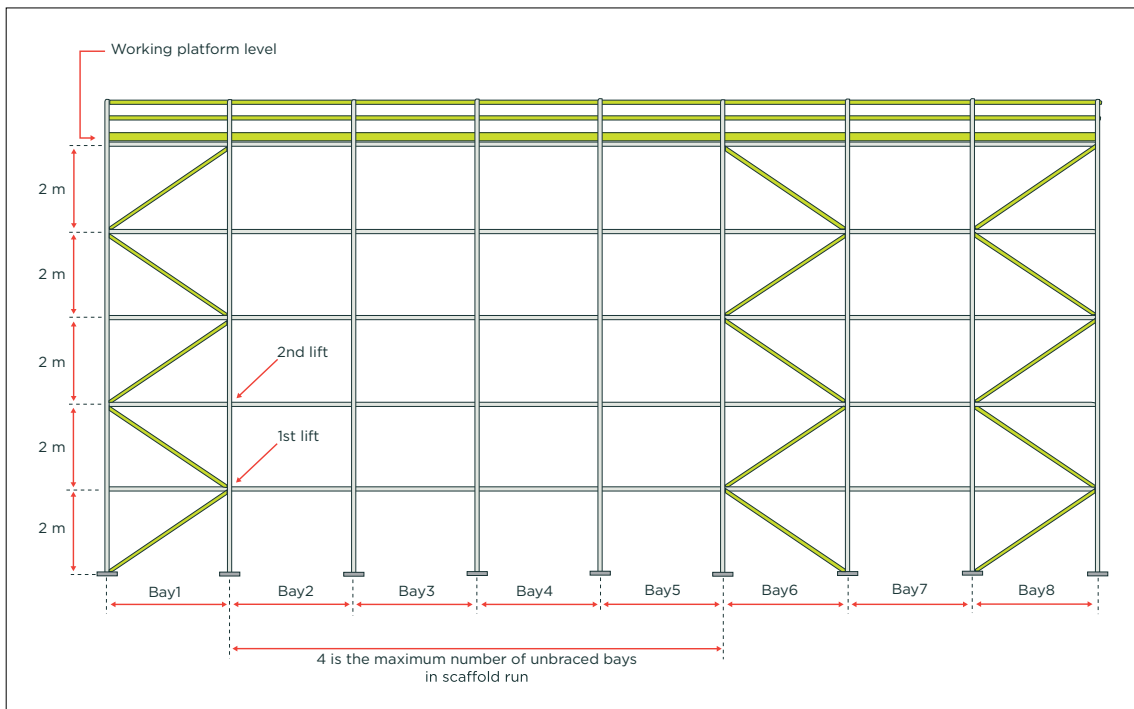 Working platform level
2 m
2 m
2 m
2nd lift
1st lift
2 m
2 m
Bay1 Bay2 Bay3 Bay4 Bay5 Bay6 Bay7 Bay8
4 is the maximum number of unbraced bays
in scaffold run